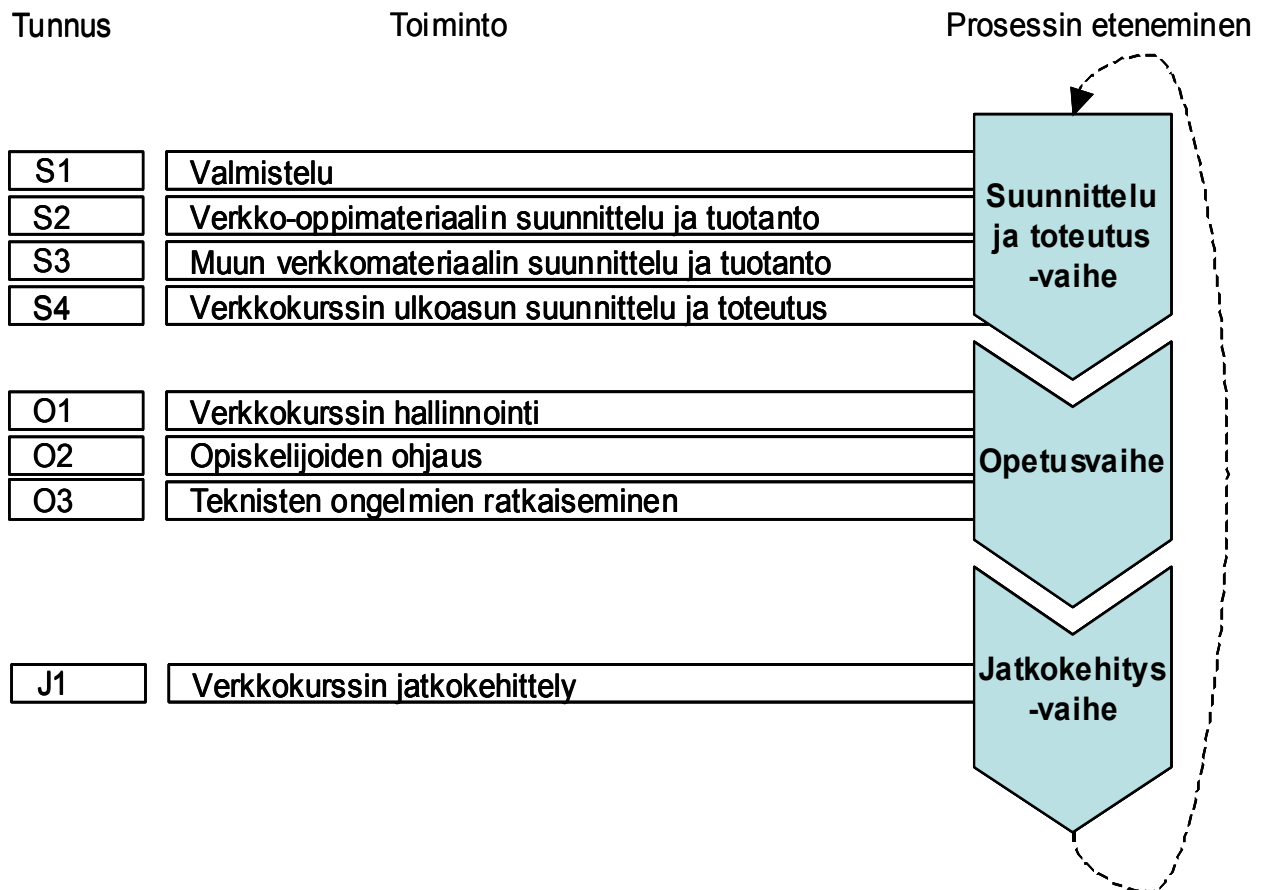 Tunnus Toiminto Prosessin eteneminen
S1 Valmistelu
S2 Verkko-oppimateriaalin suunnittelu ja tuotanto
S3 Muun verkkomateriaalin suunnittelu ja tuotanto
S4 Verkkokurssin ulkoasun suunnittelu ja toteutus
Suunnittelu
ja toteutus
-vaihe
O1 Verkkokurssin hallinnointi
O2 Opiskelijoiden ohjaus
O3 Teknisten ongelmien ratkaiseminen
Opetusvaihe
J1 Verkkokurssin jatkokehittely
Jatkokehitys
-vaihe